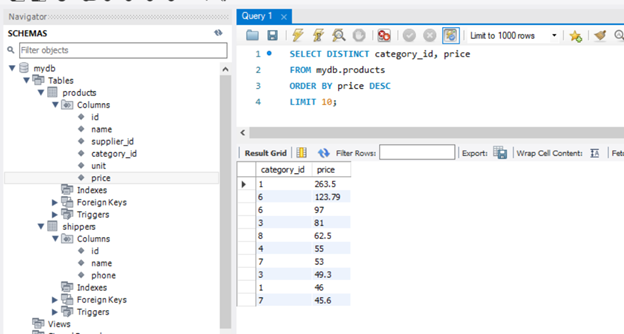 Navigator
SCHEMAS
Filter objects
mydb
Tables
products
Columns
id
name
supplier_id
category_id
unit
price
Indexes
Foreign Keys
Triggers
shippers
Columns
id
name
phone
Indexes
Foreign Keys
Triggers
Views
Query 1
Limit to 1000 rows
1 SELECT DISTINCT category_id, price
2 FROM mydb.products
3 ORDER BY price DESC
4 LIMIT 10;
Result Grid Filter Rows: Export: Wrap Cell Content: Fet
category_id price
1 263.5
6 123.79
6 97
3 81
8 62.5
4 55
7 53
3 49.3
1 46
7 45.6